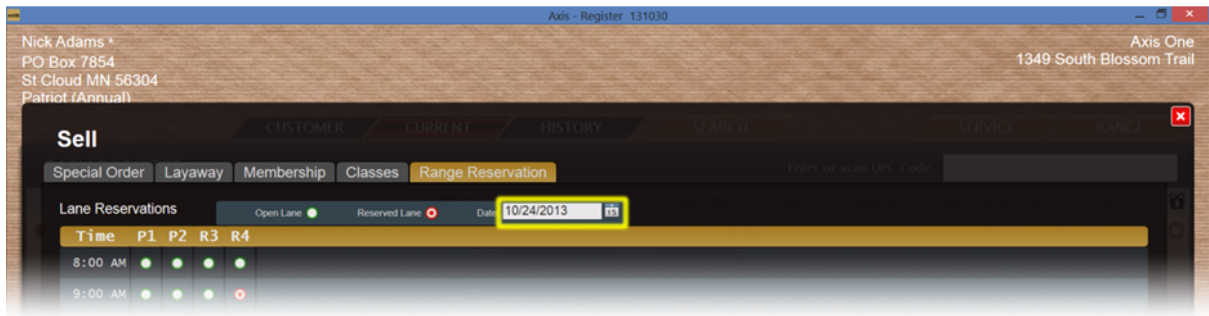 AXIS
Axis - Register 131030
Nick Adams *
PO Box 7854
St Cloud MN 56304
Patriot (Annual)
Axis One
1349 South Blossom Trail
Sell
CUSTOMER
CURRENT
HISTORY
SEARCH
SERVICE
RANGE
Special Order
Layaway
Membership
Classes
Range Reservation
Enter or scan UPC Code
Lane Reservations
Open Lane
Reserved Lane
Date
10/24/2013
15
Time P1 P2 R3 R4
8:00 AM
9:00 AM